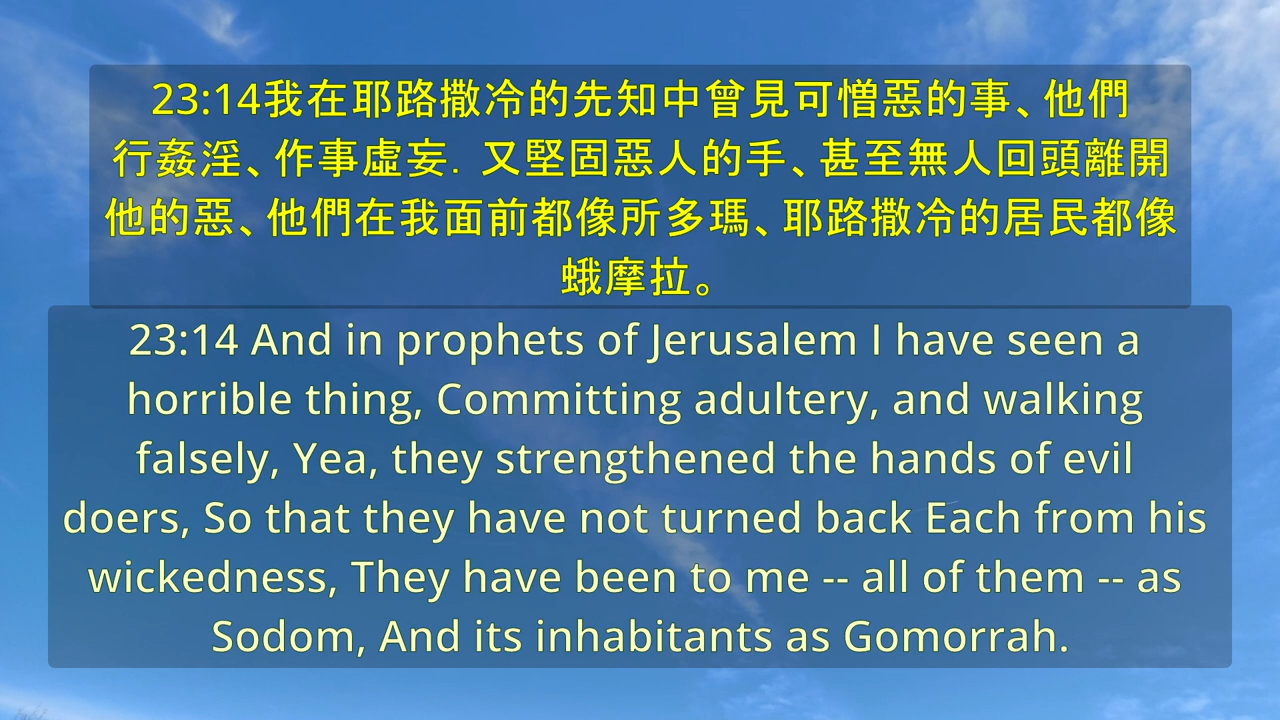 23:14我在耶路撒冷的先知中曾見可憎惡的事、他們
行姦淫、作事虛妄．又堅固惡人的手、甚至無人回頭離開
他的惡、他們在我面前都像所多瑪、耶路撒冷的居民都像
蛾摩拉。
23:14 And in prophets of Jerusalem I have seen a
horrible thing, Committing adultery, and walking
falsely, Yea, they strengthened the hands of evil
doers, So that they have not turned back Each from his
wickedness, They have been to me -- all of them -- as
Sodom, And its inhabitants as Gomorrah.